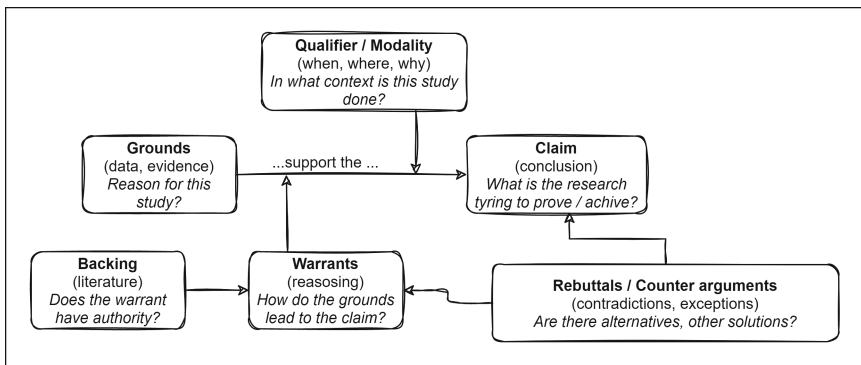 Qualifier / Modality
(when, where, why)
In what context is this study
done?
Grounds
(data, evidence)
Reason for this
study?
...support the ...
Claim
(conclusion)
What is the research
tyring to prove / achive?
Backing
(literature)
Does the warrant
have authority?
Warrants
(reasosing)
How do the grounds
lead to the claim?
Rebuttals / Counter arguments
(contradictions, exceptions)
Are there alternatives, other solutions?